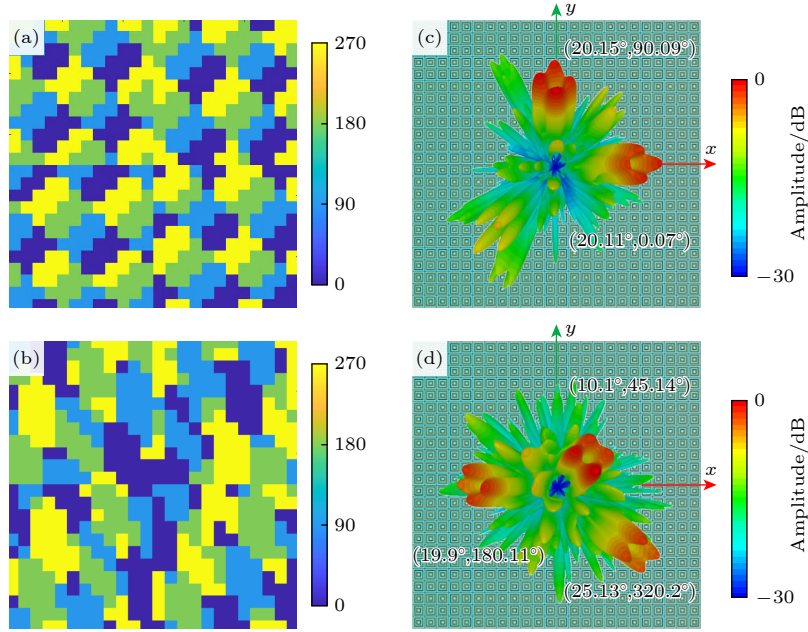 (a)
270
180
90
0
(c)
y
(20.15°,90.09°)
x
(20.11°,0.07°)
0
Amplitude/dB
−30
(b)
270
180
90
0
(d)
y
(10.1°,45.14°)
x
(19.9°,180.11°)
(25.13°,320.2°)
0
Amplitude/dB
−30